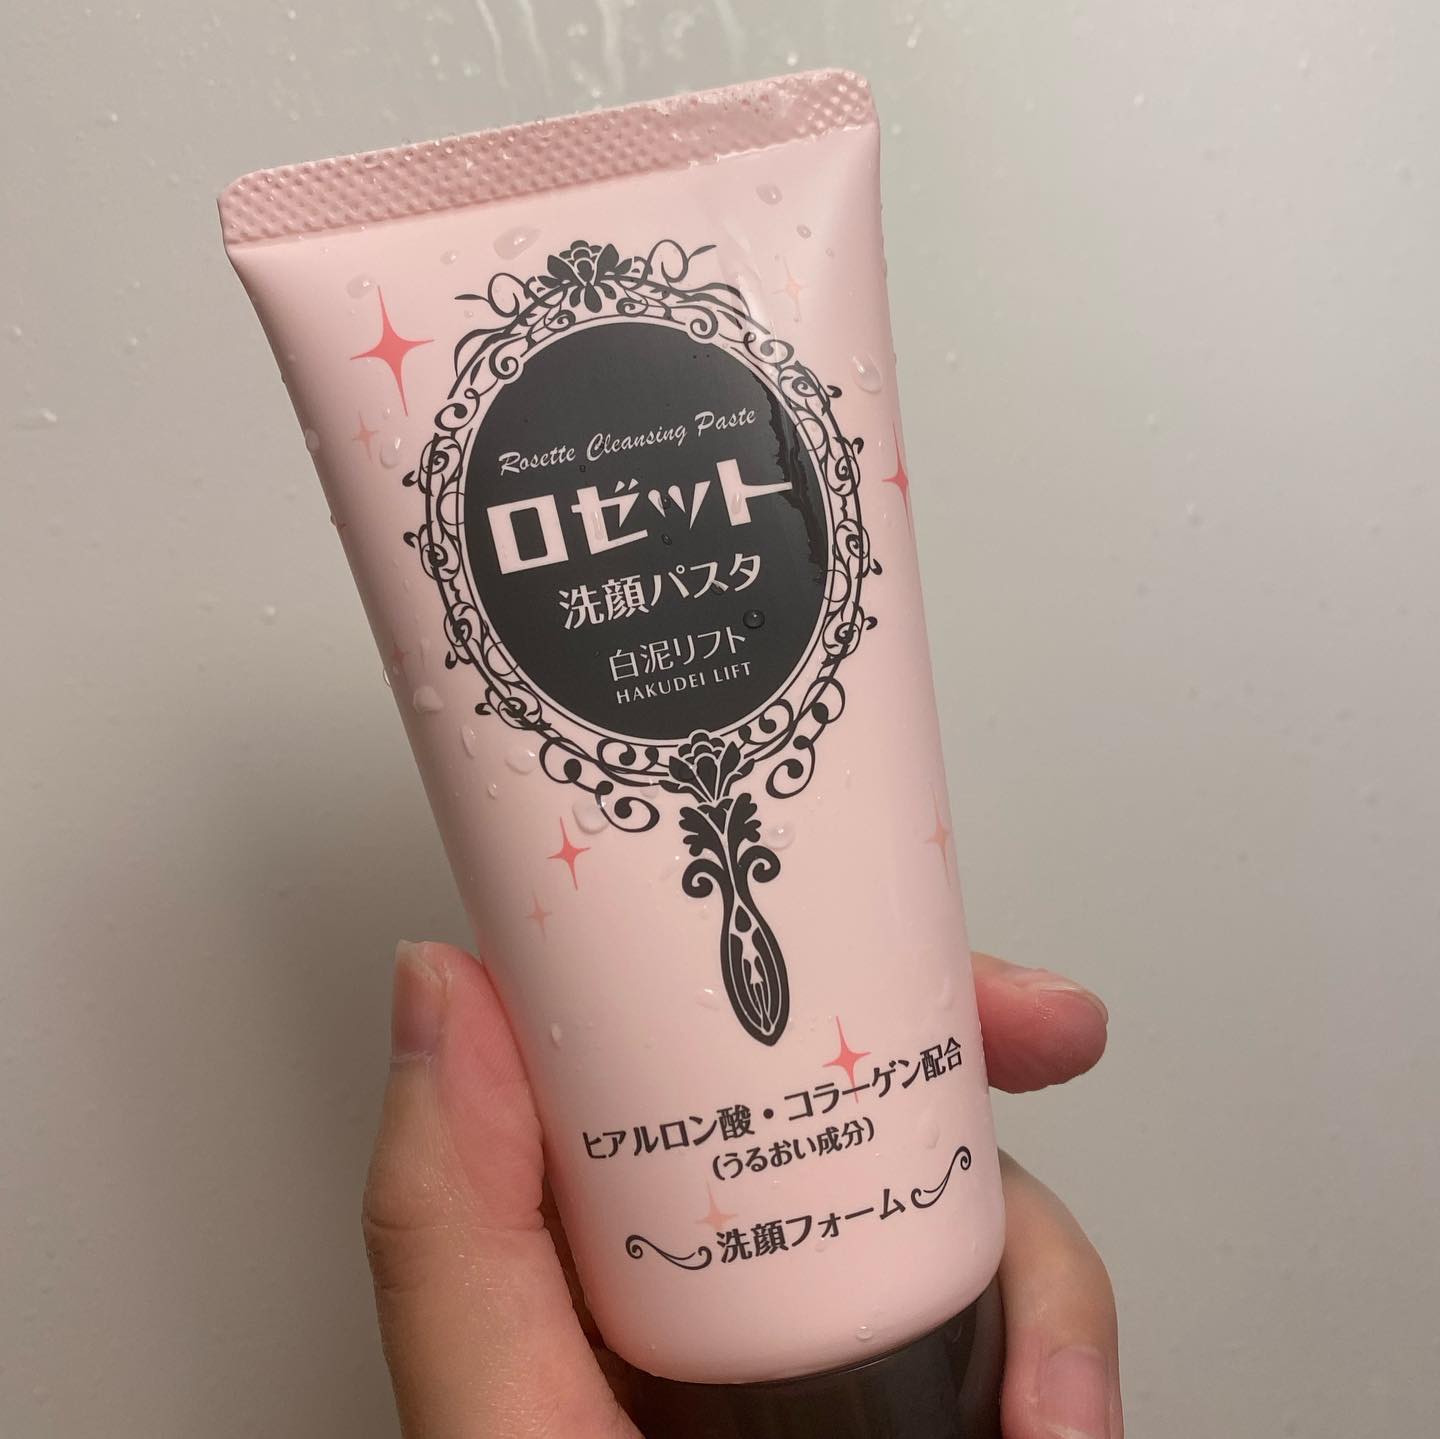 Rosette Cleansing Paste
ロゼット
洗顔パスタ
白泥リフト
HAKUDEI LIFT
ヒアルロン酸・コラーゲン配合
(うるおい成分)
洗顔フォーム